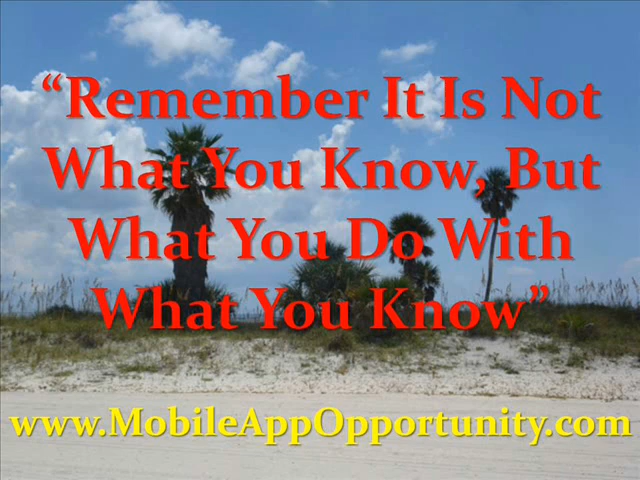 “Remember It Is Not
What You Know, But
What You Do With
What You Know”
www.MobileAppOpportunity.com